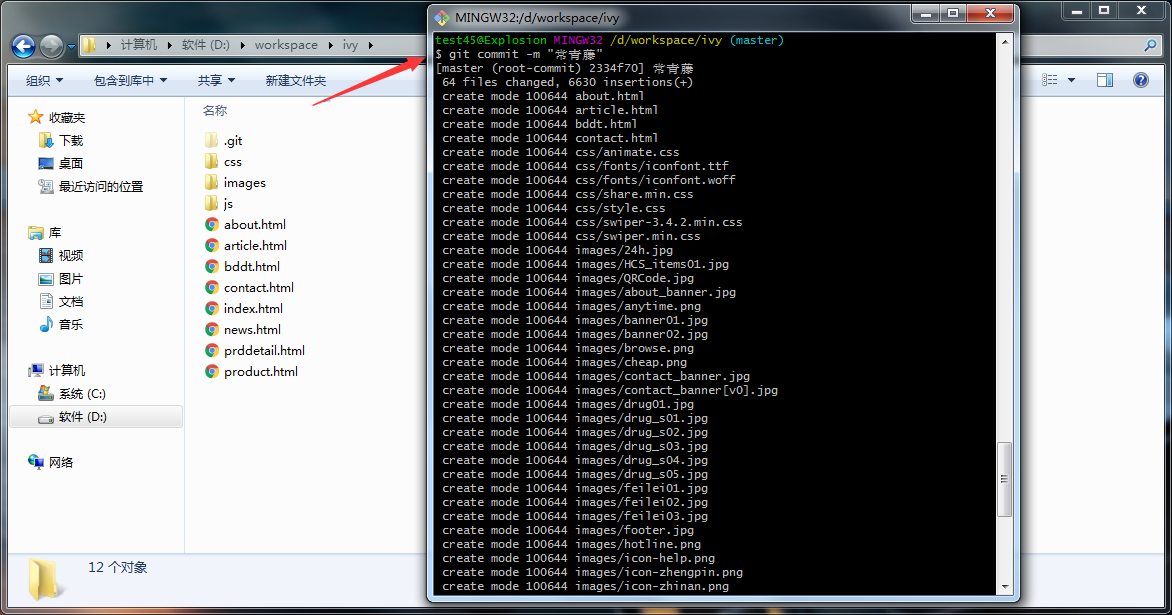 MINGW32:/d/workspace/ivy
计算机 软件 (D:) workspace ivy
组织 包含到库中 共享 新建文件夹
收藏夹
下载
桌面
最近访问的位置
库
视频
图片
文档
音乐
计算机
系统 (C:)
软件 (D:)
网络
名称
.git
css
images
js
about.html
article.html
bddt.html
contact.html
index.html
news.html
prddetail.html
product.html
12 个对象
test45@Explosion MINGW32 /d/workspace/ivy (master)
$ git commit -m "常青藤"
[master (root-commit) 2334f70] 常青藤
64 files changed, 6630 insertions(+)
create mode 100644 about.html
create mode 100644 article.html
create mode 100644 bddt.html
create mode 100644 contact.html
create mode 100644 css/animate.css
create mode 100644 css/fonts/iconfont.ttf
create mode 100644 css/fonts/iconfont.woff
create mode 100644 css/share.min.css
create mode 100644 css/style.css
create mode 100644 css/swiper-3.4.2.min.css
create mode 100644 css/swiper.min.css
create mode 100644 images/24h.jpg
create mode 100644 images/HCS_items01.jpg
create mode 100644 images/QRCode.jpg
create mode 100644 images/about_banner.jpg
create mode 100644 images/anytime.png
create mode 100644 images/banner01.jpg
create mode 100644 images/banner02.jpg
create mode 100644 images/browse.png
create mode 100644 images/cheap.png
create mode 100644 images/contact_banner.jpg
create mode 100644 images/contact_banner[v0].jpg
create mode 100644 images/drug01.jpg
create mode 100644 images/drug_s01.jpg
create mode 100644 images/drug_s02.jpg
create mode 100644 images/drug_s03.jpg
create mode 100644 images/drug_s04.jpg
create mode 100644 images/drug_s05.jpg
create mode 100644 images/feilei01.jpg
create mode 100644 images/feilei02.jpg
create mode 100644 images/feilei03.jpg
create mode 100644 images/footer.jpg
create mode 100644 images/hotline.png
create mode 100644 images/icon-help.png
create mode 100644 images/icon-zhengpin.png
create mode 100644 images/icon-zhinan.png